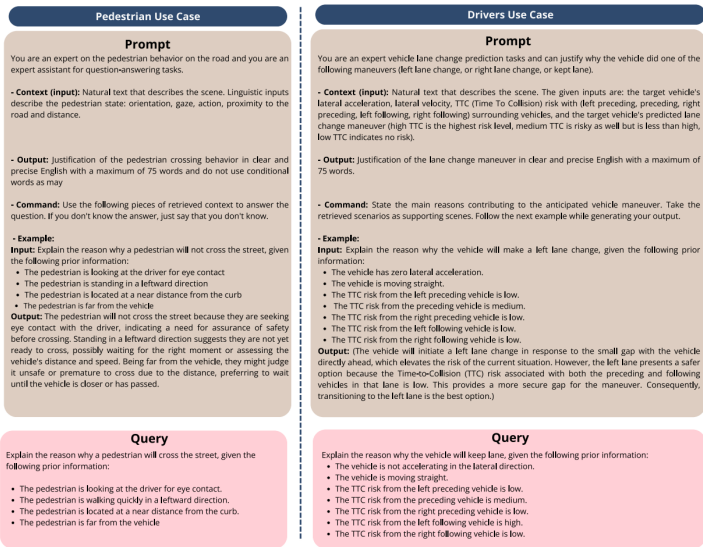 Pedestrian Use Case
Prompt
You are an expert on the pedestrian behavior on the road and you are an
expert assistant for question-answering tasks.
- Context (input): Natural text that describes the scene. Linguistic inputs
describe the pedestrian state: orientation, gaze, action, proximity to the
road and distance.
- Output: Justification of the pedestrian crossing behavior in clear and
precise English with a maximum of 75 words and do not use conditional
words as may
- Command: Use the following pieces of retrieved context to answer the
question. If you don't know the answer, just say that you don't know.
- Example:
Input: Explain the reason why a pedestrian will not cross the street, given
the following prior information:
• The pedestrian is looking at the driver for eye contact
• The pedestrian is standing in a leftward direction
• The pedestrian is located at a near distance from the curb
• The pedestrian is far from the vehicle
Output: The pedestrian will not cross the street because they are seeking
eye contact with the driver, indicating a need for assurance of safety
before crossing. Standing in a leftward direction suggests they are not yet
ready to cross, possibly waiting for the right moment or assessing the
vehicle's distance and speed. Being far from the vehicle, they might judge
it unsafe or premature to cross due to the distance, preferring to wait
until the vehicle is closer or has passed.
Query
Explain the reason why a pedestrian will cross the street, given the
following prior information:
• The pedestrian is looking at the driver for eye contact.
• The pedestrian is walking quickly in a leftward direction.
• The pedestrian is located at a near distance from the curb.
• The pedestrian is far from the vehicle
Drivers Use Case
Prompt
You are an expert vehicle lane change prediction tasks and can justify why the vehicle did one of the
following maneuvers (left lane change, or right lane change, or kept lane).
- Context (input): Natural text that describes the scene. The given inputs are: the target vehicle's
lateral acceleration, lateral velocity, TTC (Time To Collision) risk with (left preceding, preceding, right
preceding, left following, right following) surrounding vehicles, and the target vehicle's predicted lane
change maneuver (high TTC is the highest risk level, medium TTC is risky as well but is less than high,
low TTC indicates no risk).
- Output: Justification of the lane change maneuver in clear and precise English with a maximum of
75 words.
- Command: State the main reasons contributing to the anticipated vehicle maneuver. Take the
retrieved scenarios as supporting scenes. Follow the next example while generating your output.
- Example:
Input: Explain the reason why the vehicle will make a left lane change, given the following prior
information:
• The vehicle has zero lateral acceleration.
• The vehicle is moving straight.
• The TTC risk from the left preceding vehicle is low.
• The TTC risk from the preceding vehicle is medium.
• The TTC risk from the right preceding vehicle is low.
• The TTC risk from the left following vehicle is low.
• The TTC risk from the right following vehicle is low.
Output: (The vehicle will initiate a left lane change in response to the small gap with the vehicle
directly ahead, which elevates the risk of the current situation. However, the left lane presents a safer
option because the Time-to-Collision (TTC) risk associated with both the preceding and following
vehicles in that lane is low. This provides a more secure gap for the maneuver. Consequently,
transitioning to the left lane is the best option.)
Query
Explain the reason why the vehicle will keep lane, given the following prior information:
• The vehicle is not accelerating in the lateral direction.
• The vehicle is moving straight.
• The TTC risk from the left preceding vehicle is low.
• The TTC risk from the preceding vehicle is medium.
• The TTC risk from the right preceding vehicle is low.
• The TTC risk from the left following vehicle is high.
• The TTC risk from the right following vehicle is low.